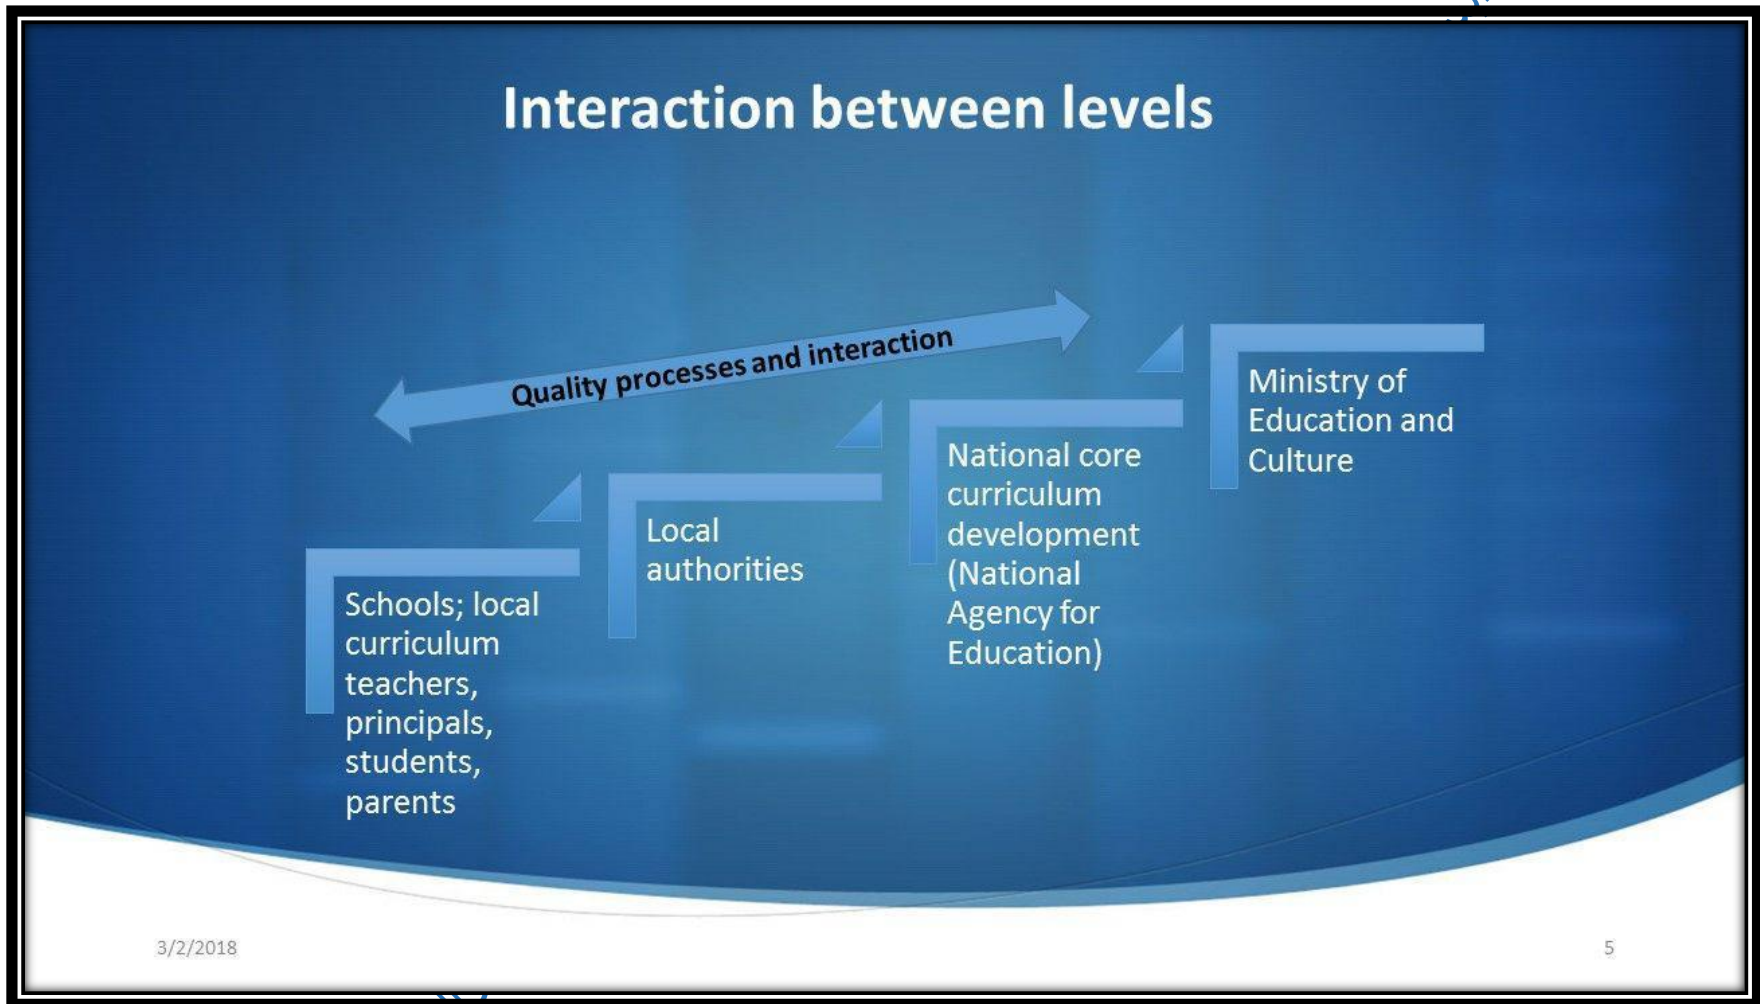 Interaction between levels
Quality processes and interaction
Schools; local
curriculum
teachers,
principals,
students,
parents
Local
authorities
National core
curriculum
development
(National
Agency for
Education)
Ministry of
Education and
Culture
3/2/2018
5